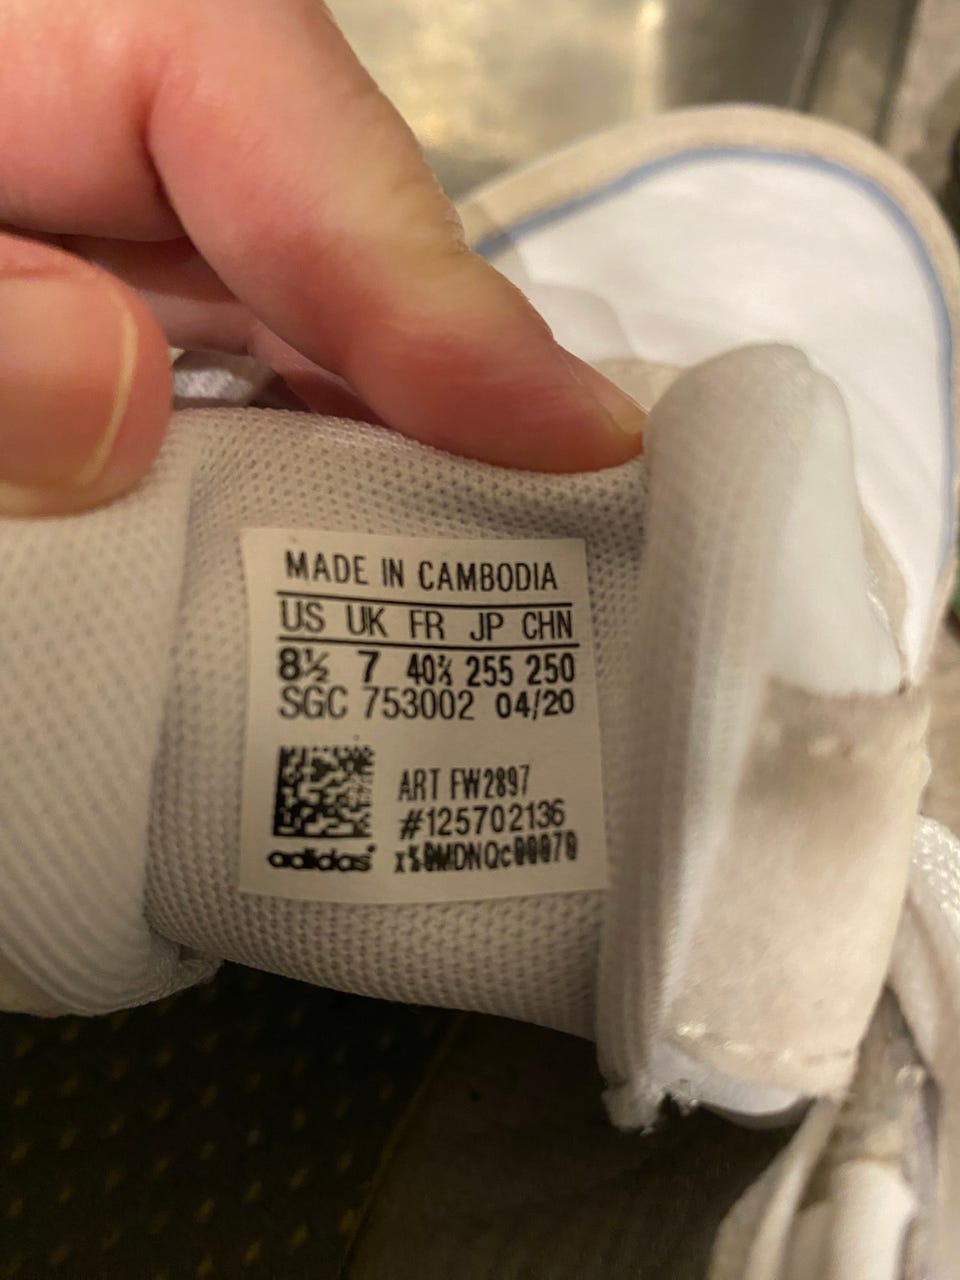 MADE IN CAMBODIA
US UK FR JP CHN
8½ 7 40⅔ 255 250
SGC 753002 04/20
ART FW2897
#125702136
adidas